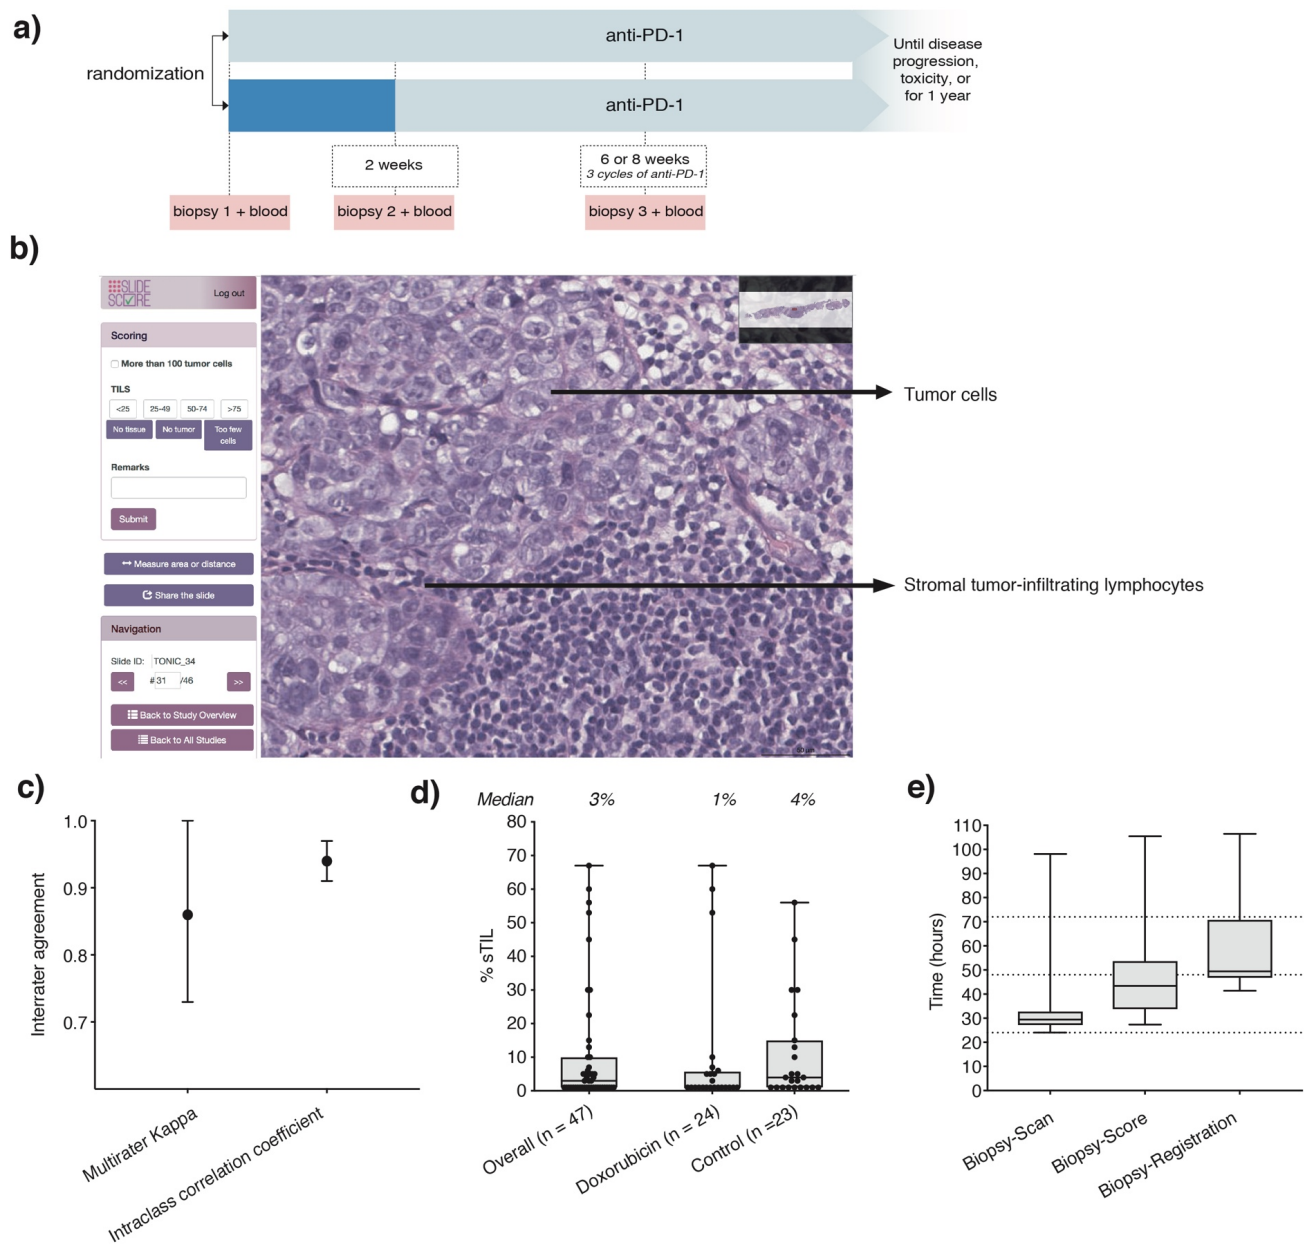 a)
anti-PD-1
randomization
anti-PD-1
Until disease
progression,
toxicity, or
for 1 year
2 weeks
6 or 8 weeks
3 cycles of anti-PD-1
biopsy 1 + blood
biopsy 2 + blood
biopsy 3 + blood
b)
SLIDE
SCORE
Log out
Scoring
More than 100 tumor cells
TILS
<25
25-49
50-74
>75
No tissue
No tumor
Too few
cells
Remarks
Submit
Measure area or distance
Share the slide
Navigation
Slide ID: TONIC_34
<<
#31 /46
>>
Back to Study Overview
Back to All Studies
Tumor cells
Stromal tumor-infiltrating lymphocytes
c)
Interrater agreement
1.0
0.9
0.8
0.7
Multirater Kappa
Intraclass correlation coefficient
d)
Median 3% 1% 4%
% sTIL
80
70
60
50
40
30
20
10
0
Overall (n = 47)
Doxorubicin (n = 24)
Control (n =23)
e)
Time (hours)
110
100
90
80
70
60
50
40
30
20
10
0
Biopsy-Scan
Biopsy-Score
Biopsy-Registration